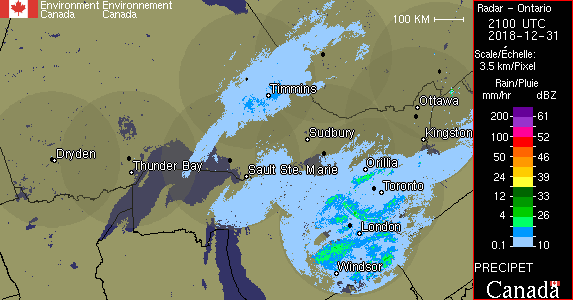 Environment Environnement
Canada Canada
100 KM
Timmins
Ottawa
Sudbury
Kingston
Dryden
Thunder Bay
Sault Ste. Marie
Orillia
Toronto
London
Windsor
Radar - Ontario
2100 UTC
2018-12-31
Scale/Échelle:
3.5 km/Pixel
Rain/Pluie
mm/hr dBZ
200 61
100 52
50 46
24 39
12 33
4 26
0.1 10
PRECIPET
Canada